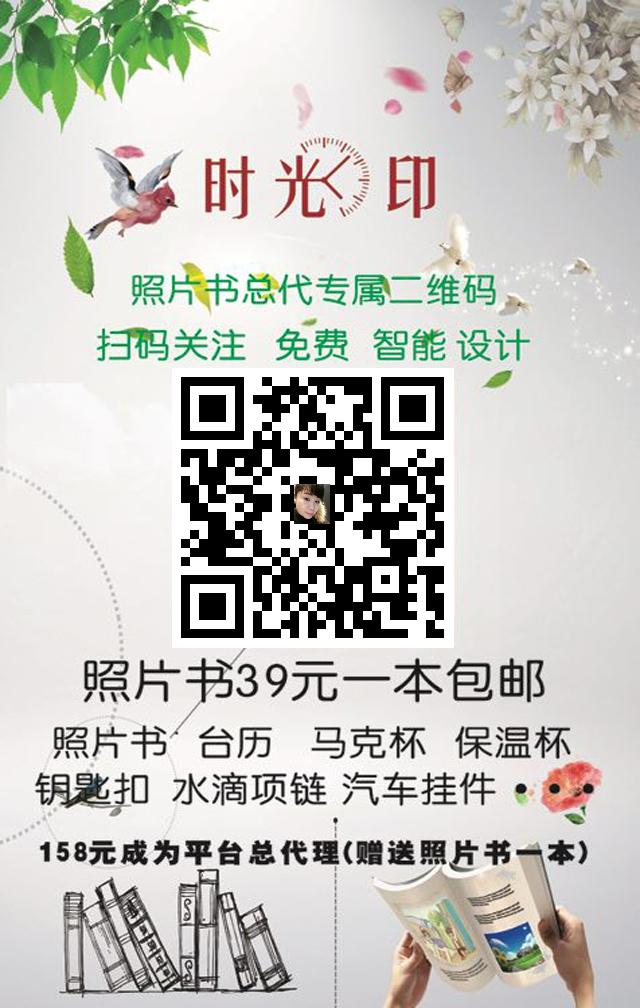 时光印
照片书总代专属二维码
扫码关注 免费 智能 设计
照片书39元一本包邮
照片书 台历 马克杯 保温杯
钥匙扣 水滴项链 汽车挂件 ●●●
158元成为平台总代理(赠送照片书一本)